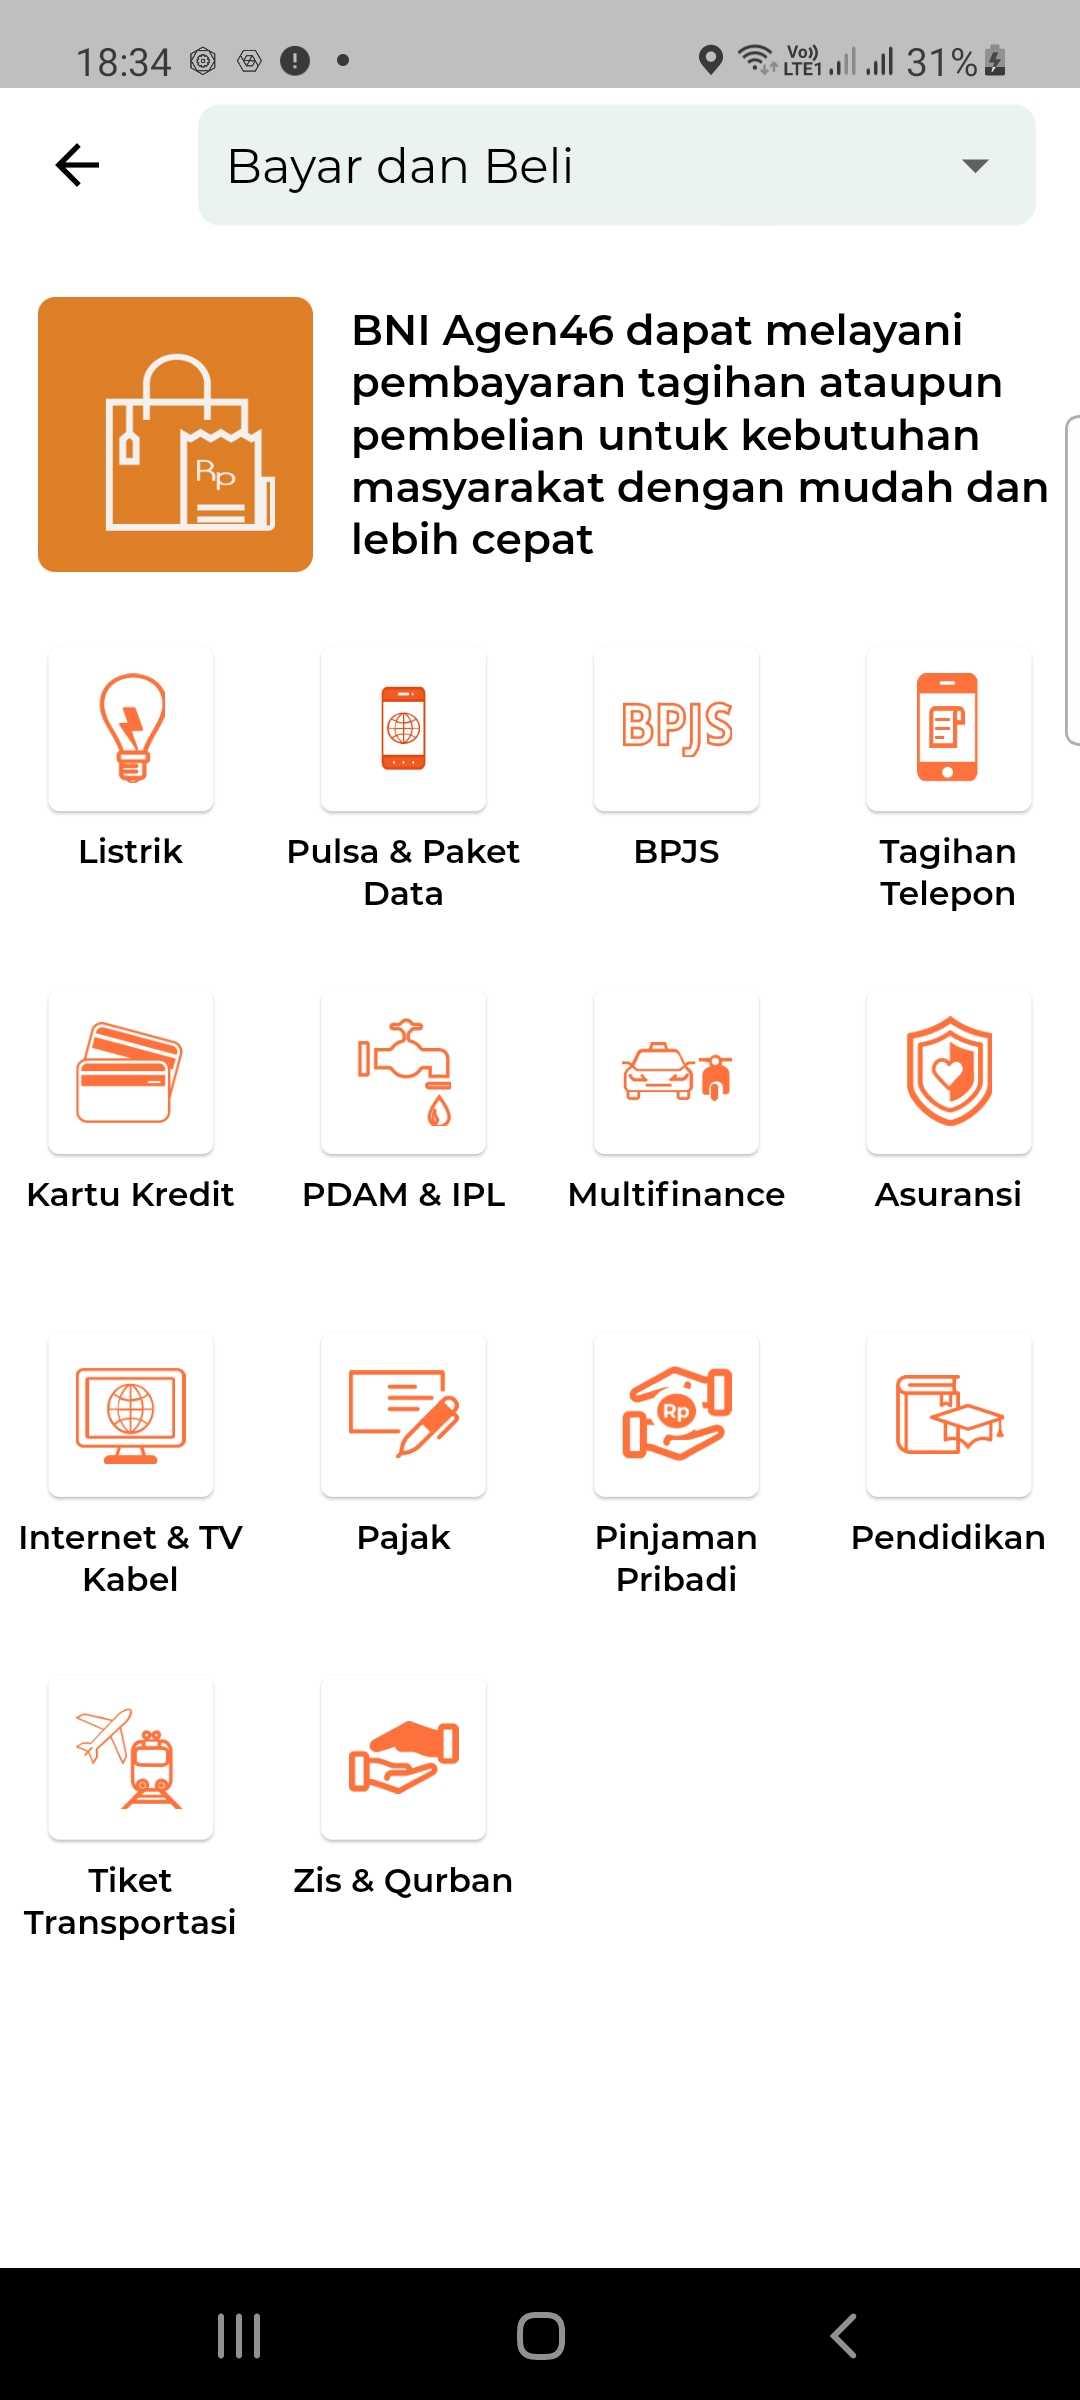 18:34
Vo)) LTE1 31%
Bayar dan Beli
BNI Agen46 dapat melayani
pembayaran tagihan ataupun
pembelian untuk kebutuhan
masyarakat dengan mudah dan
lebih cepat
Rp
BPJS
Listrik
Pulsa & Paket
Data
BPJS
Tagihan
Telepon
Kartu Kredit
PDAM & IPL
Multifinance
Asuransi
Rp
Internet & TV
Kabel
Pajak
Pinjaman
Pribadi
Pendidikan
Tiket
Transportasi
Zis & Qurban